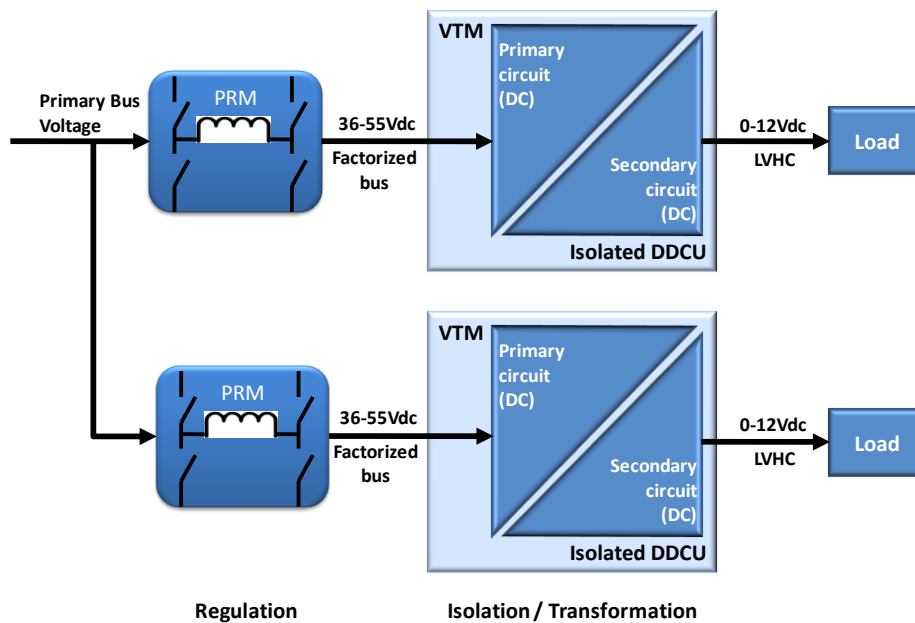 VTM
Primary
circuit
(DC)
Primary Bus
Voltage
PRM
36-55Vdc
Factorized
bus
0-12Vdc
LVHC
Load
Secondary
circuit
(DC)
Isolated DDCU
VTM
Primary
circuit
(DC)
PRM
36-55Vdc
Factorized
bus
0-12Vdc
LVHC
Load
Secondary
circuit
(DC)
Isolated DDCU
Regulation
Isolation / Transformation